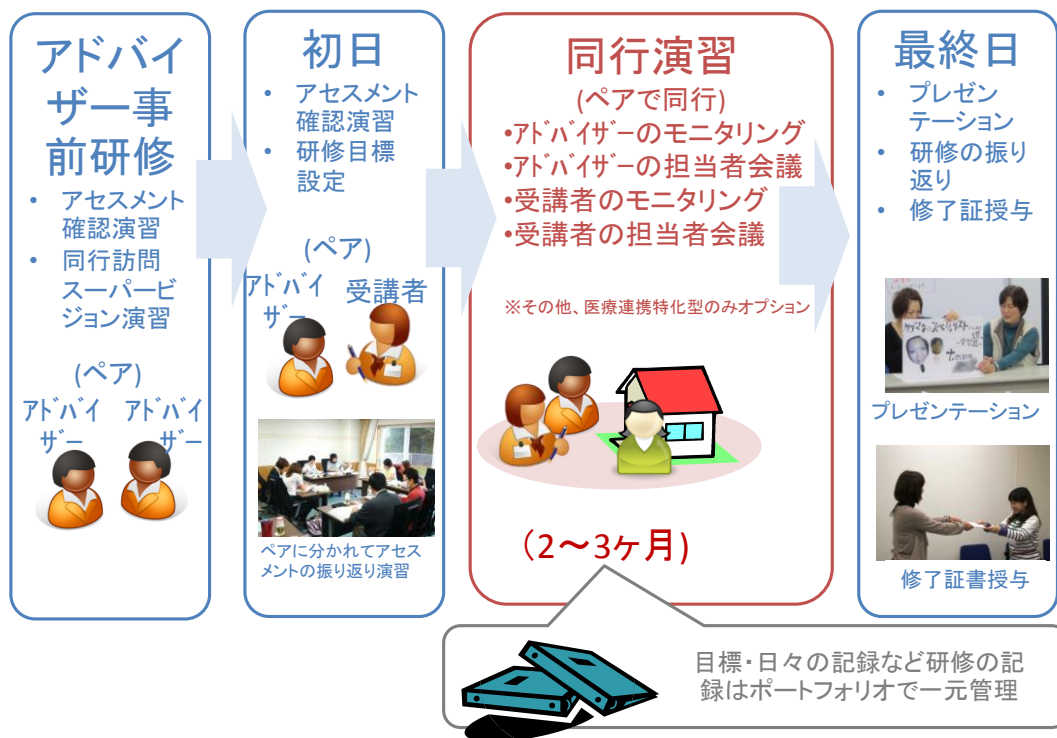 アドバイ
ザー事
前研修
• アセスメント
確認演習
• 同行訪問
スーパービ
ジョン演習
(ペア)
ｱﾄﾞﾊﾞｲ
ｻﾞｰ
ｱﾄﾞﾊﾞｲ
ｻﾞｰ
初日
• アセスメント
確認演習
• 研修目標
設定
(ペア)
ｱﾄﾞﾊﾞｲ
ｻﾞｰ
受講者
ペアに分かれてアセス
メントの振り返り演習
同行演習
(ペアで同行)
•ｱﾄﾞﾊﾞｲｻﾞｰのモニタリング
•ｱﾄﾞﾊﾞｲｻﾞｰの担当者会議
•受講者のモニタリング
•受講者の担当者会議
※その他、医療連携特化型のみオプション
（2～3ヶ月)
最終日
• プレゼン
テーション
• 研修の振り
返り
• 修了証授与
プレゼンテーション
修了証書授与
目標・日々の記録など研修の記
録はポートフォリオで一元管理